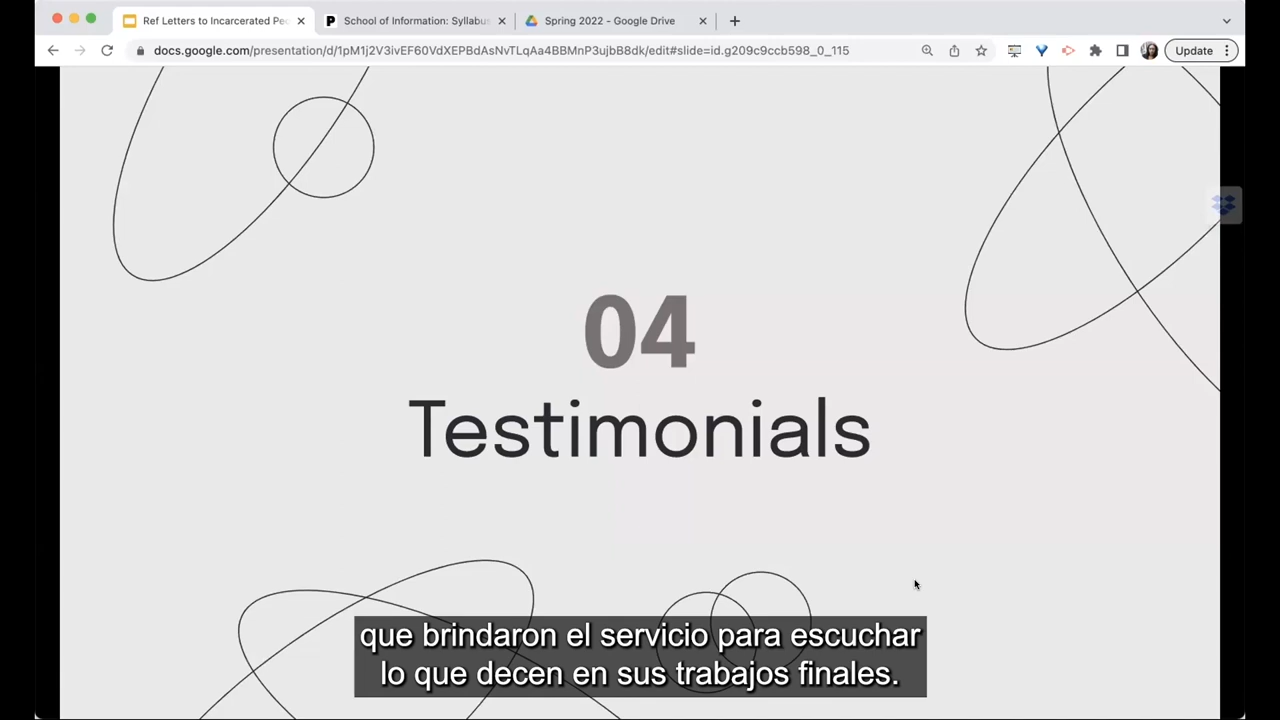 Ref Letters to Incarcerated Pe
School of Information: Syllabus
Spring 2022 - Google Drive
docs.google.com/presentation/d/1pM1j2V3ivEF60VdXEPBdAsNvTLqAa4BBMnP3ujbB8dk/edit#slide=id.g209c9ccb598_0_115
Update
04
Testimonials
que brindaron el servicio para escuchar
lo que decen en sus trabajos finales.